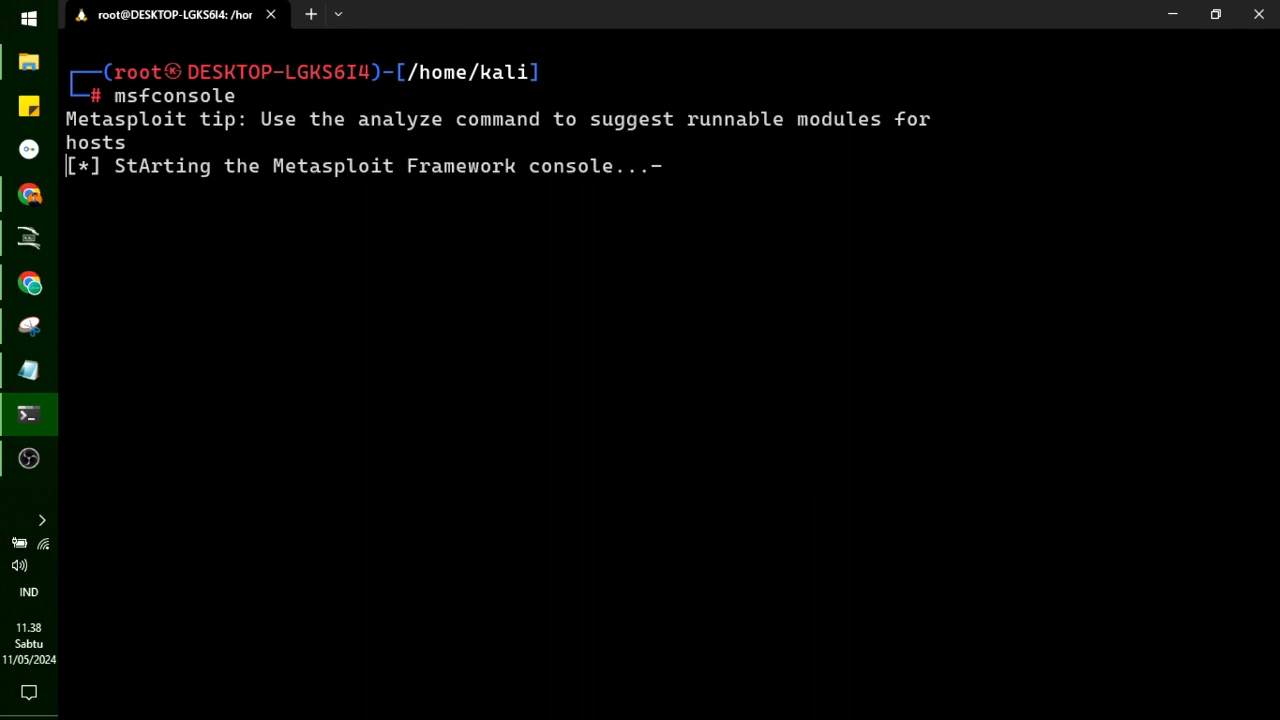 root@DESKTOP-LGKS6I4: /hor
┌──(root㉿DESKTOP-LGKS6I4)-[/home/kali]
└─# msfconsole
Metasploit tip: Use the analyze command to suggest runnable modules for
hosts
[*] StArting the Metasploit Framework console...-
IND
11.38
Sabtu
11/05/2024